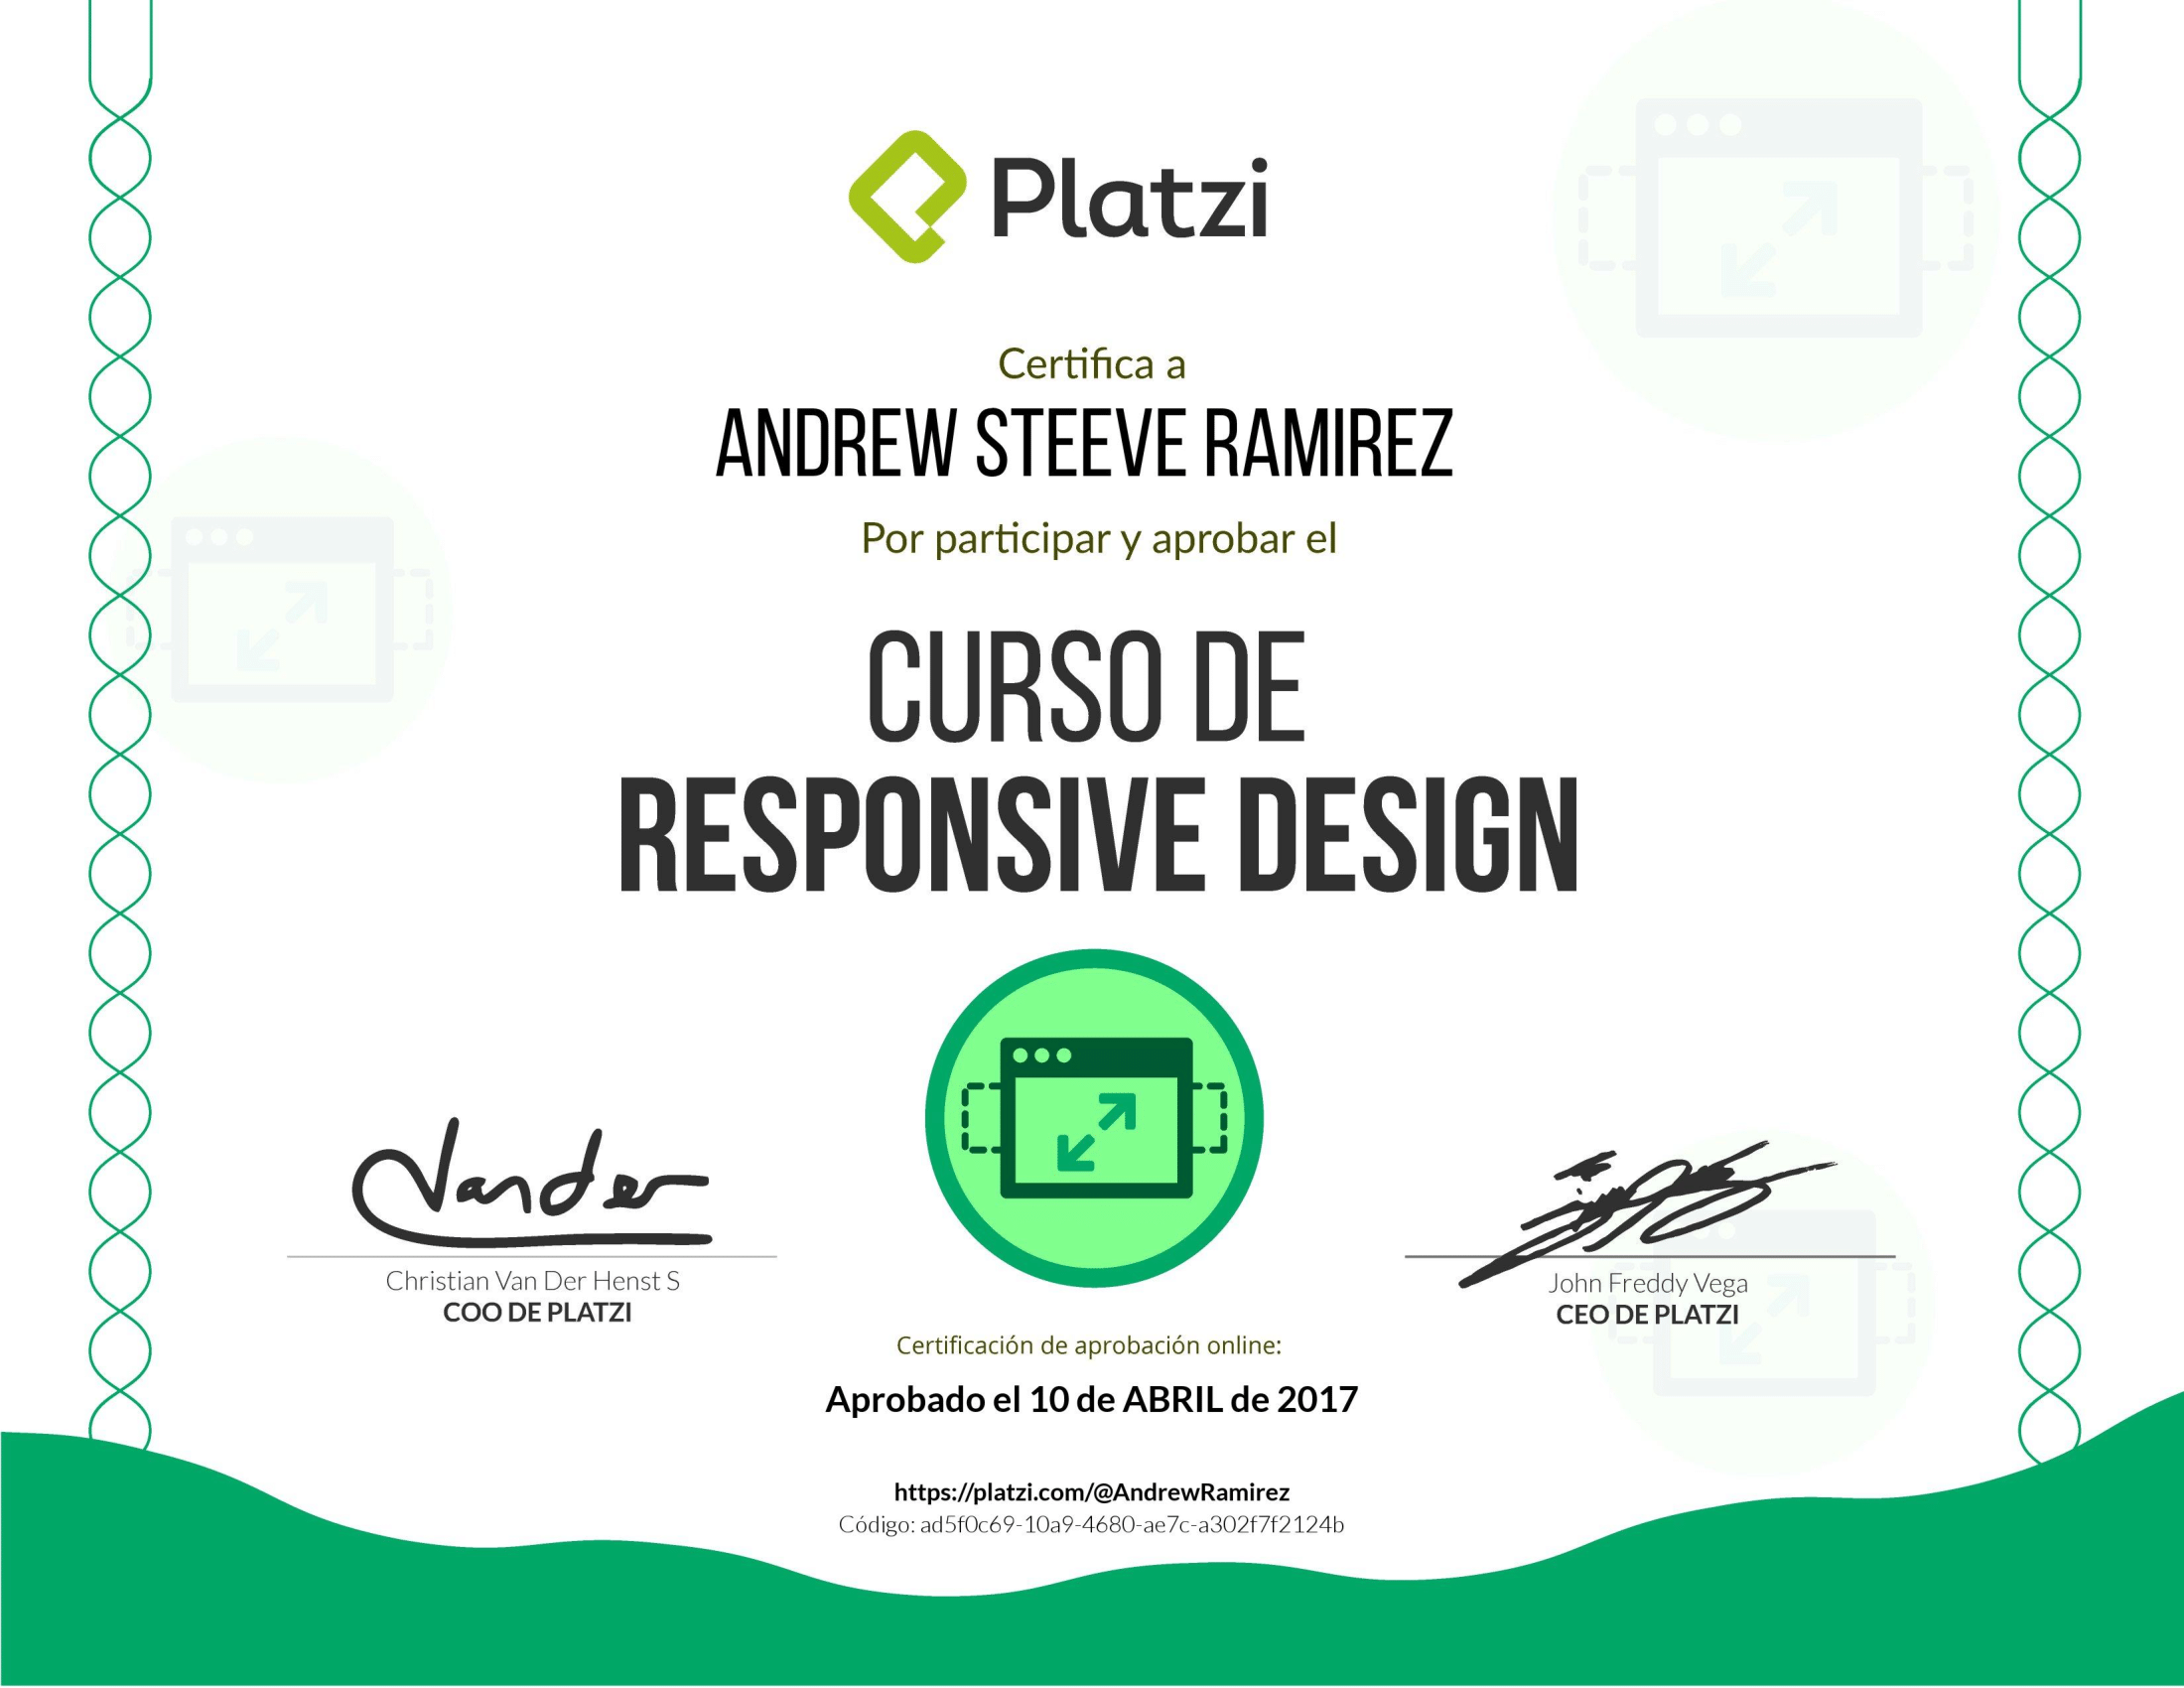 Platzi
Certifica a
ANDREW STEEVE RAMIREZ
Por participar y aprobar el
CURSO DE
RESPONSIVE DESIGN
Vander
Christian Van Der Henst S
COO DE PLATZI
John Freddy Vega
CEO DE PLATZI
Certificación de aprobación online:
Aprobado el 10 de ABRIL de 2017
https://platzi.com/@AndrewRamirez
Código: ad5f0c69-10a9-4680-ae7c-a302f7f2124b